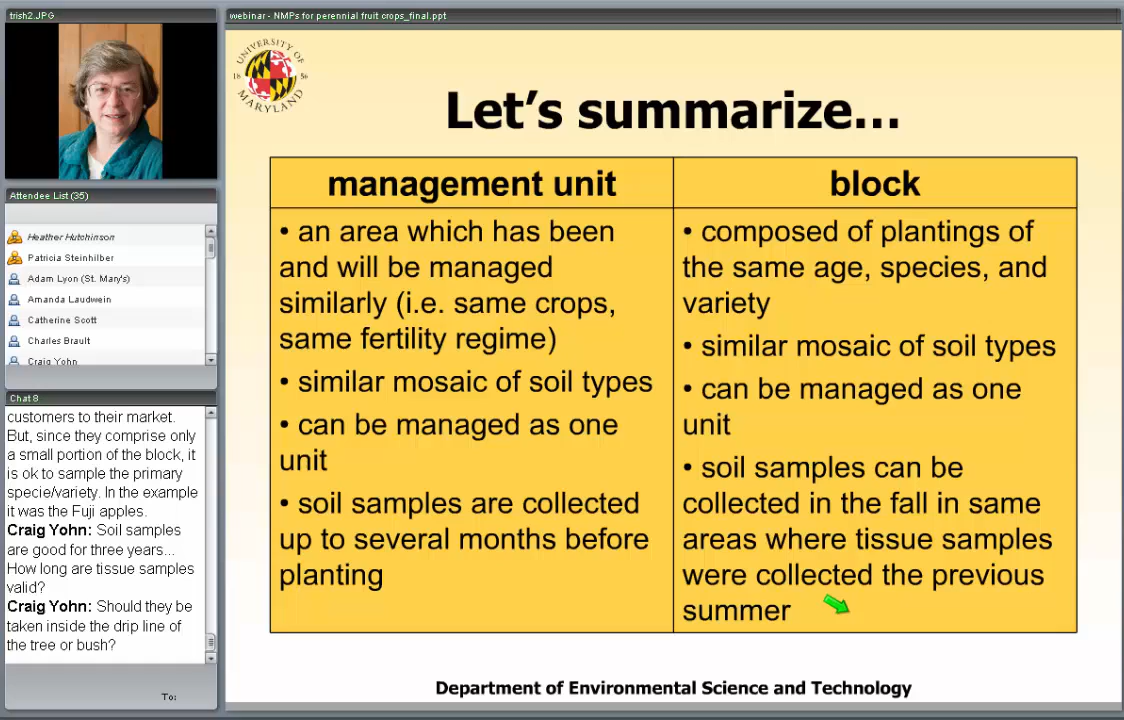 trish2.JPG
webinar - NMPs for perennial fruit crops_final.ppt
UNIVERSITY OF
18 56
MARYLAND
Let's summarize...
management unit
• an area which has been
and will be managed
similarly (i.e. same crops,
same fertility regime)
• similar mosaic of soil types
• can be managed as one
unit
• soil samples are collected
up to several months before
planting
block
• composed of plantings of
the same age, species, and
variety
• similar mosaic of soil types
• can be managed as one
unit
• soil samples can be
collected in the fall in same
areas where tissue samples
were collected the previous
summer
Department of Environmental Science and Technology
Attendee List (35)
Heather Hutchinson
Patricia Steinhilber
Adam Lyon (St. Mary's)
Amanda Laudwein
Catherine Scott
Charles Brault
Craig Yohn
Chat 8
customers to their market.
But, since they comprise only
a small portion of the block, it
is ok to sample the primary
specie/variety. In the example
it was the Fuji apples.
Craig Yohn: Soil samples
are good for three years...
How long are tissue samples
valid?
Craig Yohn: Should they be
taken inside the drip line of
the tree or bush?
To: